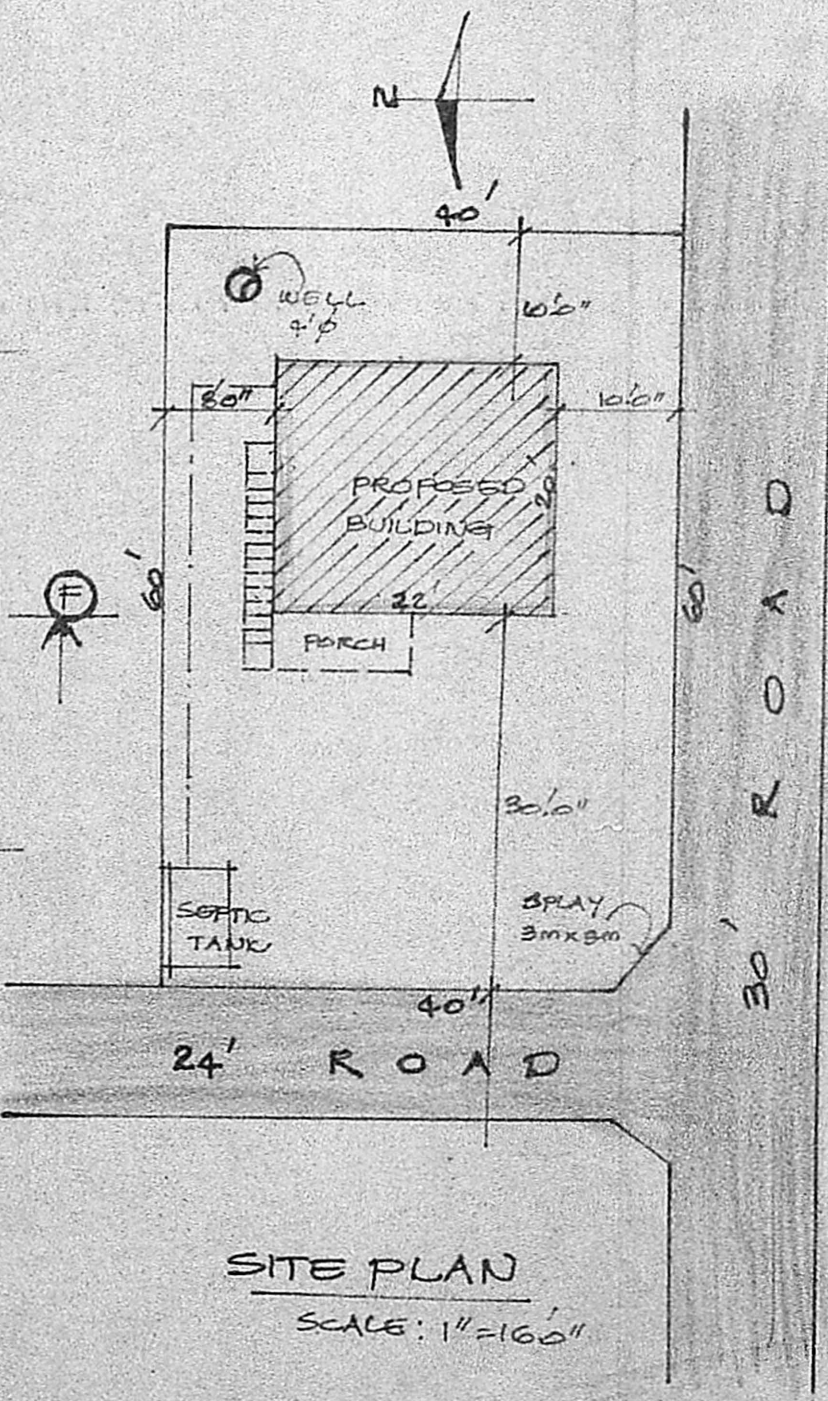 N
40'
WELL
4'φ
10'0"
8'0"
10'0"
PROPOSED
BUILDING
20'
22'
60'
F
60'
PORCH
30'0"
SEPTIC
TANK
SPLAY
3m x 3m
40'
24' ROAD
30' ROAD
SITE PLAN
SCALE: 1"=16'0"